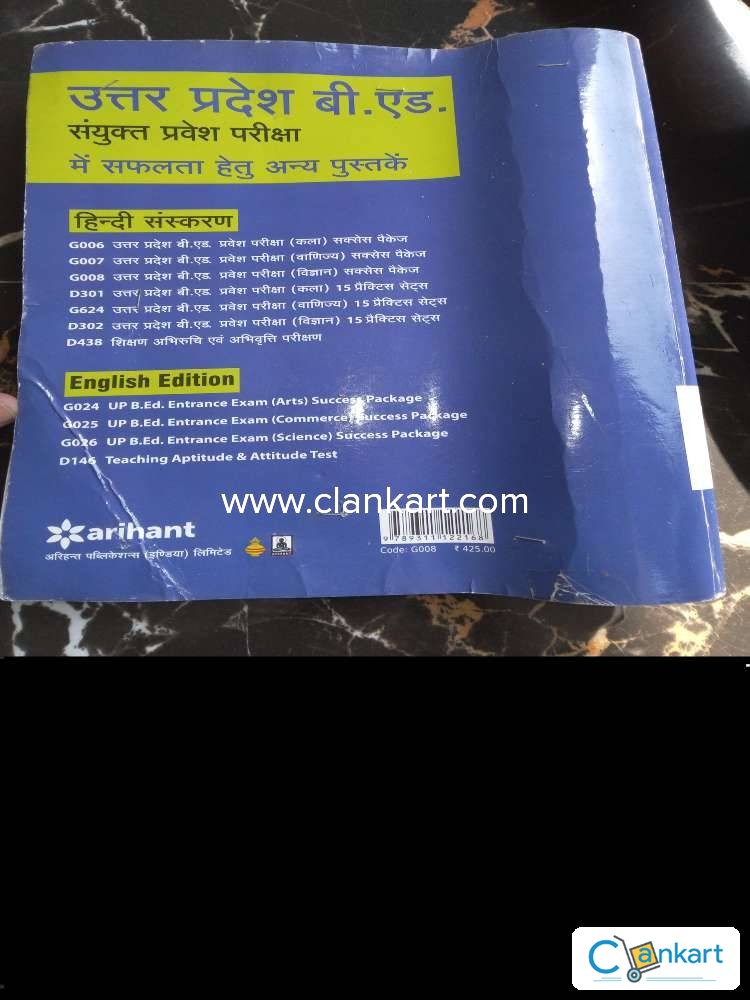 उत्तर प्रदेश बी.एड.
संयुक्त प्रवेश परीक्षा
में सफलता हेतु अन्य पुस्तकें
हिन्दी संस्करण
G006 उत्तर प्रदेश बी.एड. प्रवेश परीक्षा (कला) सक्सेस पैकेज
G007 उत्तर प्रदेश बी.एड. प्रवेश परीक्षा (वाणिज्य) सक्सेस पैकेज
G008 उत्तर प्रदेश बी.एड. प्रवेश परीक्षा (विज्ञान) सक्सेस पैकेज
D301 उत्तर प्रदेश बी.एड. प्रवेश परीक्षा (कला) 15 प्रैक्टिस सेट्स
G624 उत्तर प्रदेश बी.एड. प्रवेश परीक्षा (वाणिज्य) 15 प्रैक्टिस सेट्स
D302 उत्तर प्रदेश बी.एड. प्रवेश परीक्षा (विज्ञान) 15 प्रैक्टिस सेट्स
D438 शिक्षण अभिरुचि एवं अभिवृत्ति परीक्षण
English Edition
G024 UP B.Ed. Entrance Exam (Arts) Success Package
G025 UP B.Ed. Entrance Exam (Commerce) Success Package
G026 UP B.Ed. Entrance Exam (Science) Success Package
D146 Teaching Aptitude & Attitude Test
www.clankart.com
arihant
अरिहन्त पब्लिकेशन्स (इण्डिया) लिमिटेड
9789311122168
Code: G008 ₹ 425.00
Clankart